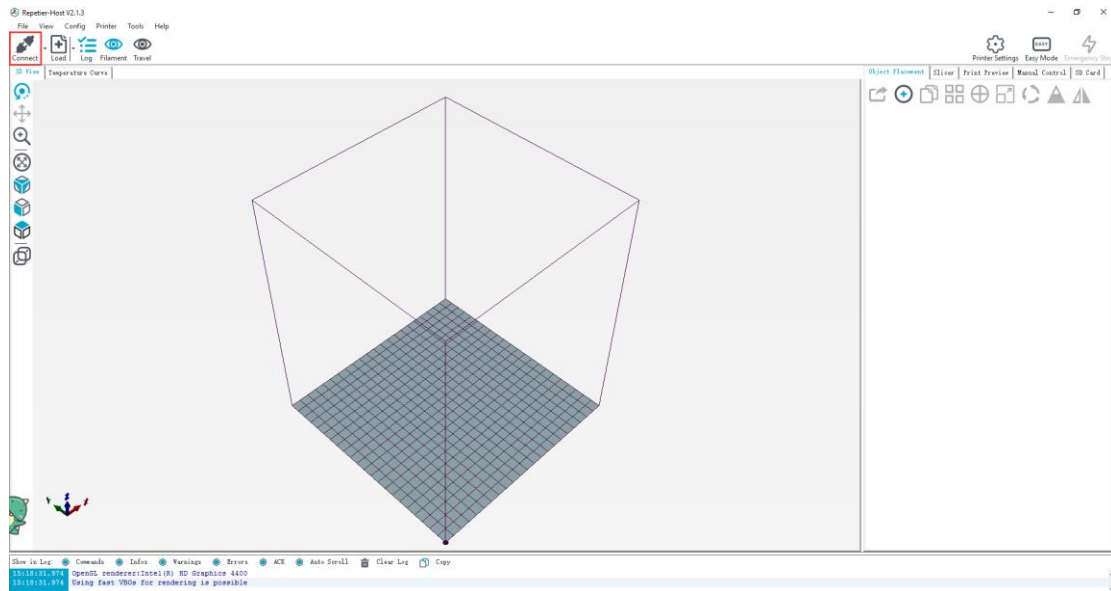 Repetier-Host V2.1.3
File View Config Printer Tools Help
Connect Load Log Filament Travel
Printer Settings Easy Mode Emergency Stop
EASY
3D View Temperature Curve
Object Placement Slicer Print Preview Manual Control SD Card
Show in Log: Commands Infos Warnings Errors ACK Auto Scroll Clear Log Copy
15:18:31.974 OpenGL renderer:Intel(R) HD Graphics 4400
15:18:31.974 Using fast VBOs for rendering is possible